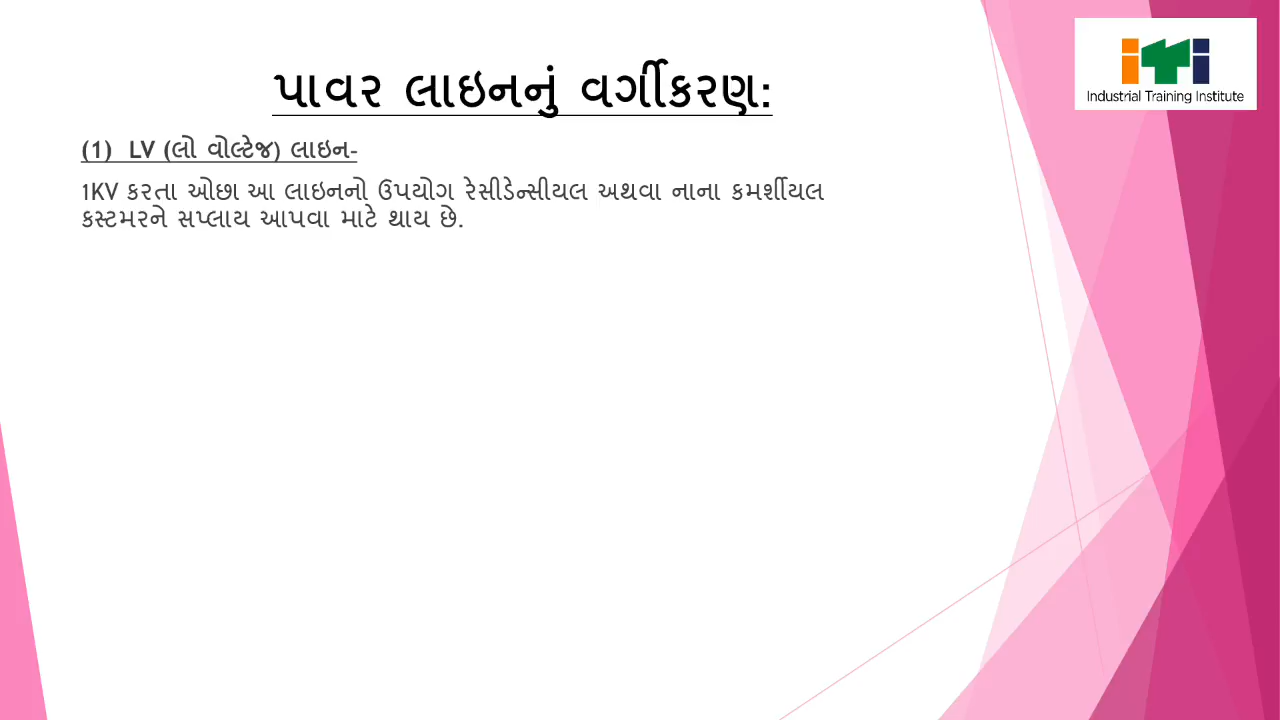 પાવર લાઇનનું વર્ગીકરણ:
(1) LV (લો વોલ્ટેજ) લાઇન-
1KV કરતા ઓછા આ લાઇનનો ઉપયોગ રેસીડેન્સીયલ અથવા નાના કમર્શીયલ
કસ્ટમરને સપ્લાય આપવા માટે થાય છે.
iTi
Industrial Training Institute